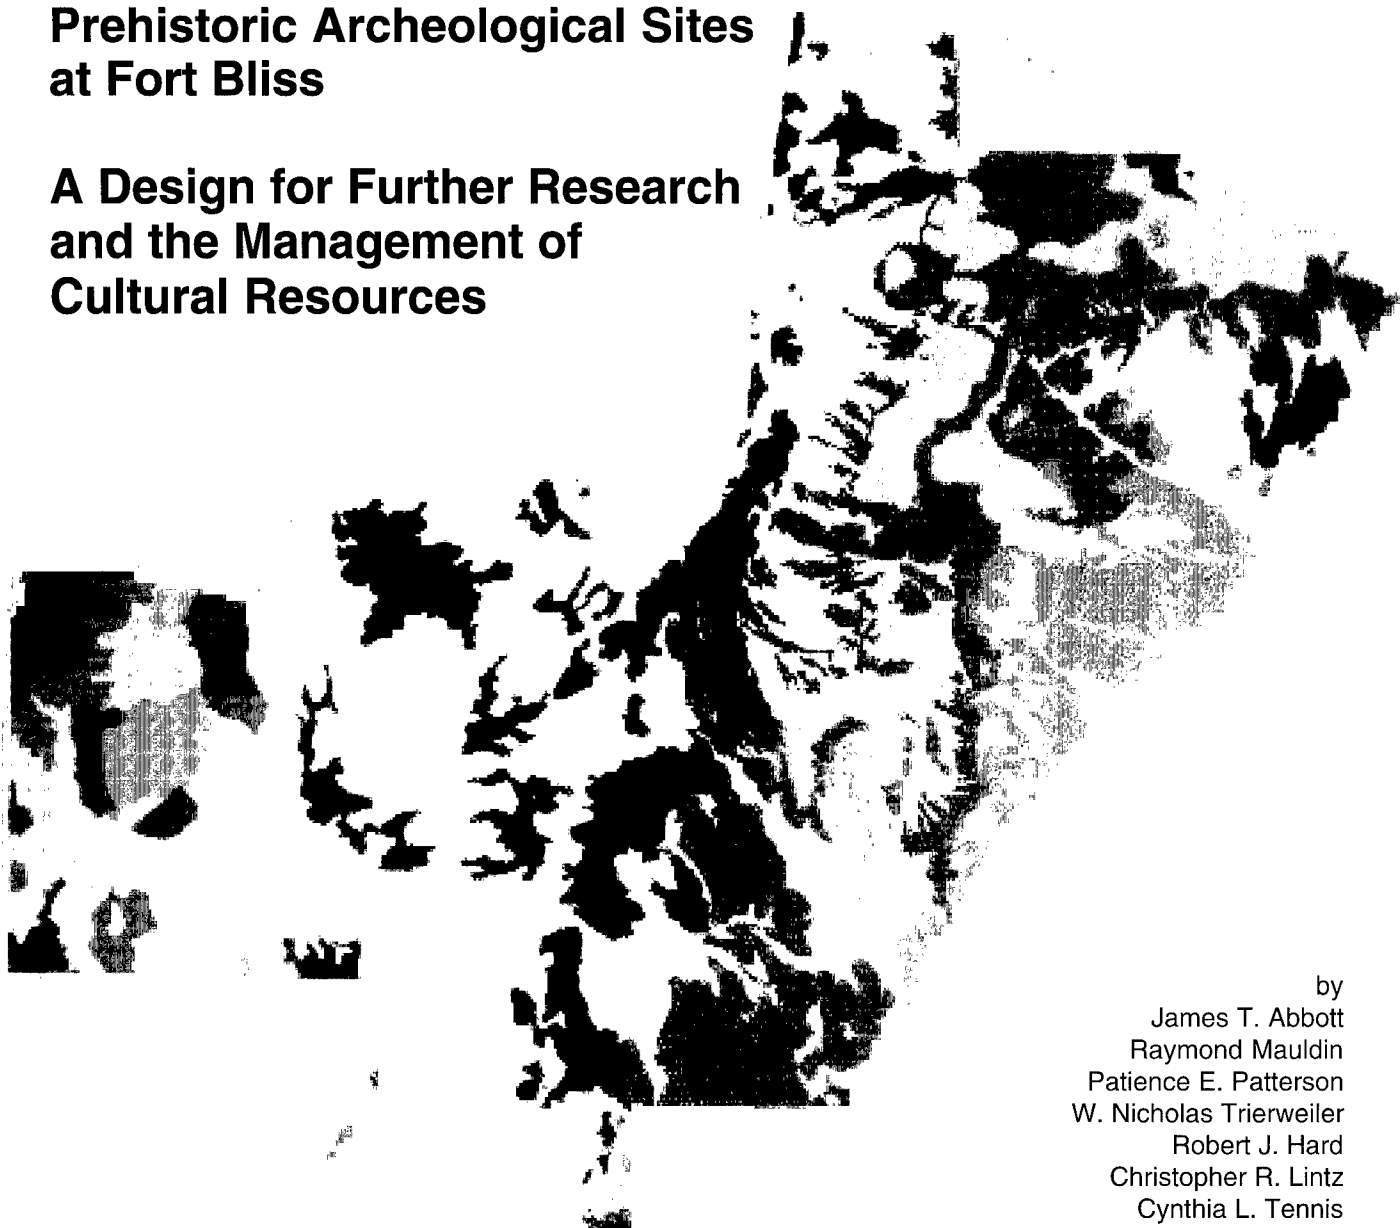 Prehistoric Archeological Sites
at Fort Bliss
A Design for Further Research
and the Management of
Cultural Resources
by
James T. Abbott
Raymond Mauldin
Patience E. Patterson
W. Nicholas Trierweiler
Robert J. Hard
Christopher R. Lintz
Cynthia L. Tennis